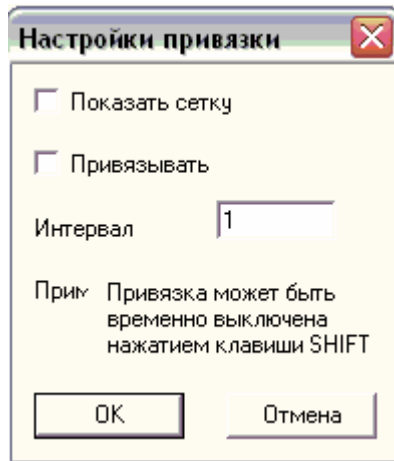 Настройки привязки
Показать сетку
Привязывать
Интервал 1
Прим Привязка может быть
временно выключена
нажатием клавиши SHIFT
OK Отмена